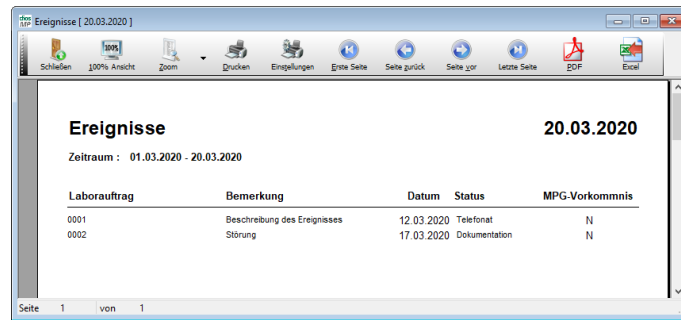 Ereignisse [ 20.03.2020 ]
Schließen 100% Ansicht Zoom Drucken Einstellungen Erste Seite Seite zurück Seite vor Letzte Seite PDF Excel
Ereignisse 20.03.2020
Zeitraum : 01.03.2020 - 20.03.2020
Laborauftrag Bemerkung Datum Status MPG-Vorkommnis
0001 Beschreibung des Ereignisses 12.03.2020 Telefonat N
0002 Störung 17.03.2020 Dokumentation N
Seite 1 von 1